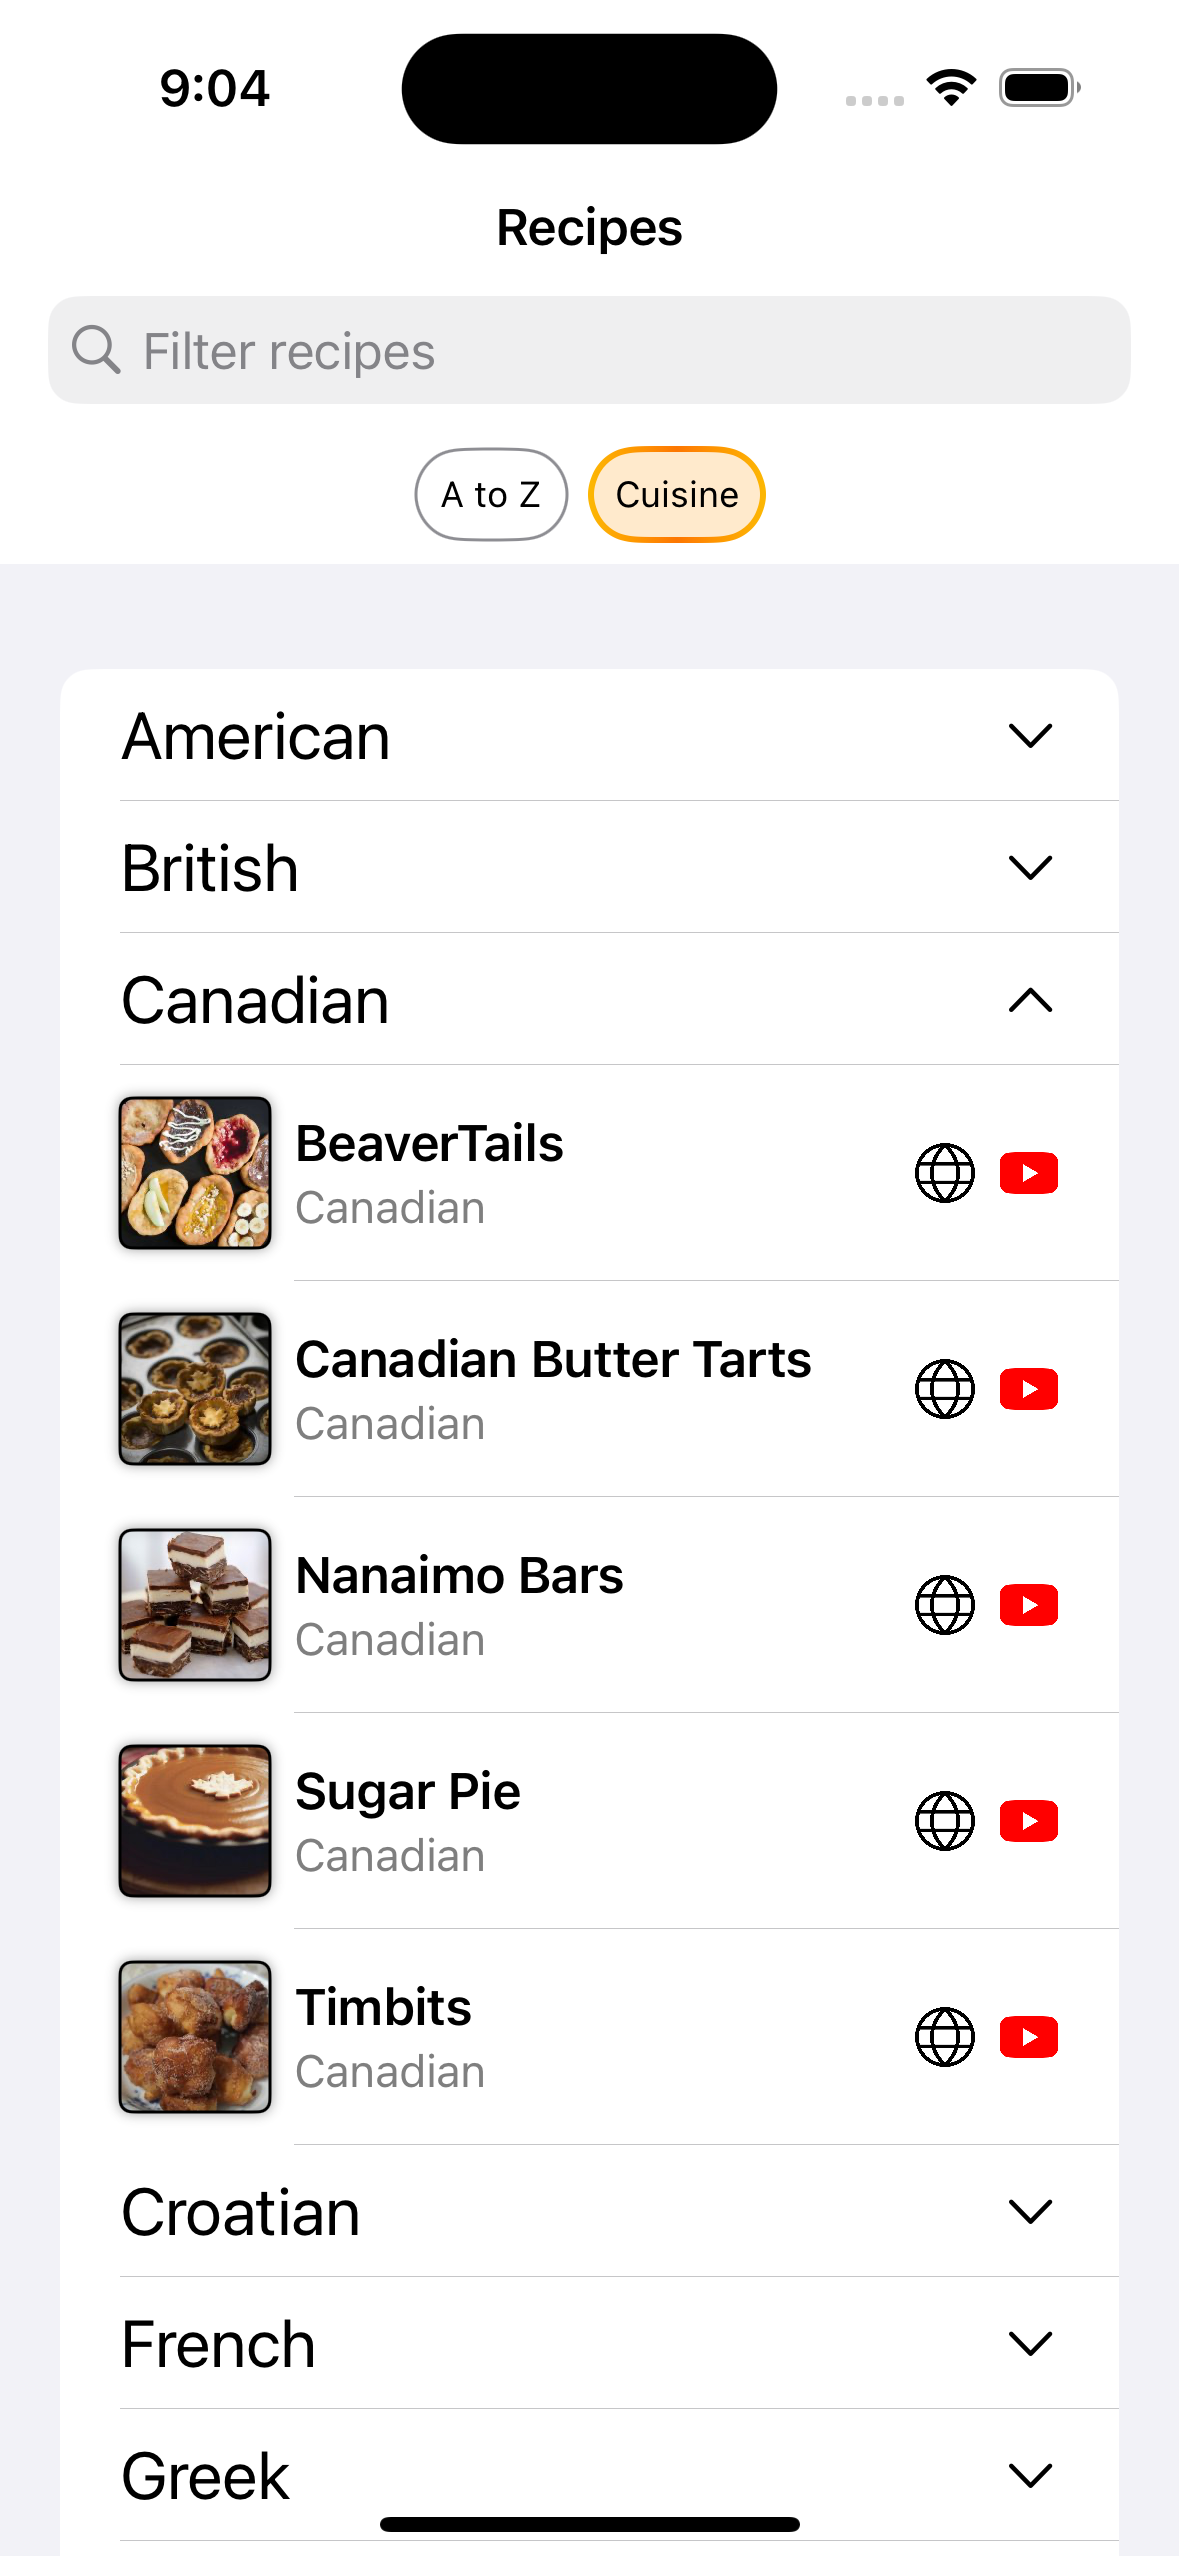 9:04
Recipes
Filter recipes
A to Z
Cuisine
American
British
Canadian
BeaverTails
Canadian
Canadian Butter Tarts
Canadian
Nanaimo Bars
Canadian
Sugar Pie
Canadian
Timbits
Canadian
Croatian
French
Greek